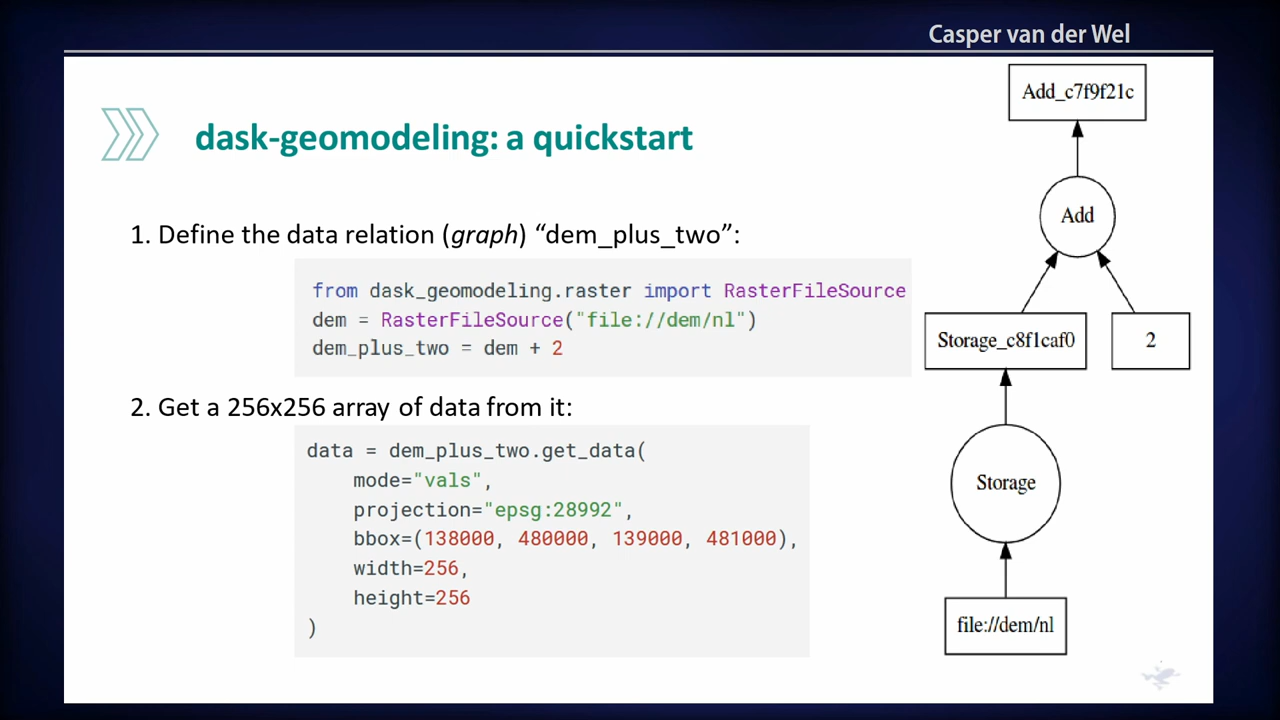 Casper van der Wel
dask-geomodeling: a quickstart
1. Define the data relation (graph) “dem_plus_two”:
from dask_geomodeling.raster import RasterFileSource
dem = RasterFileSource("file://dem/nl")
dem_plus_two = dem + 2
2. Get a 256x256 array of data from it:
data = dem_plus_two.get_data(
    mode="vals",
    projection="epsg:28992",
    bbox=(138000, 480000, 139000, 481000),
    width=256,
    height=256
)
Add_c7f9f21c
Add
Storage_c8f1caf0
2
Storage
file://dem/nl